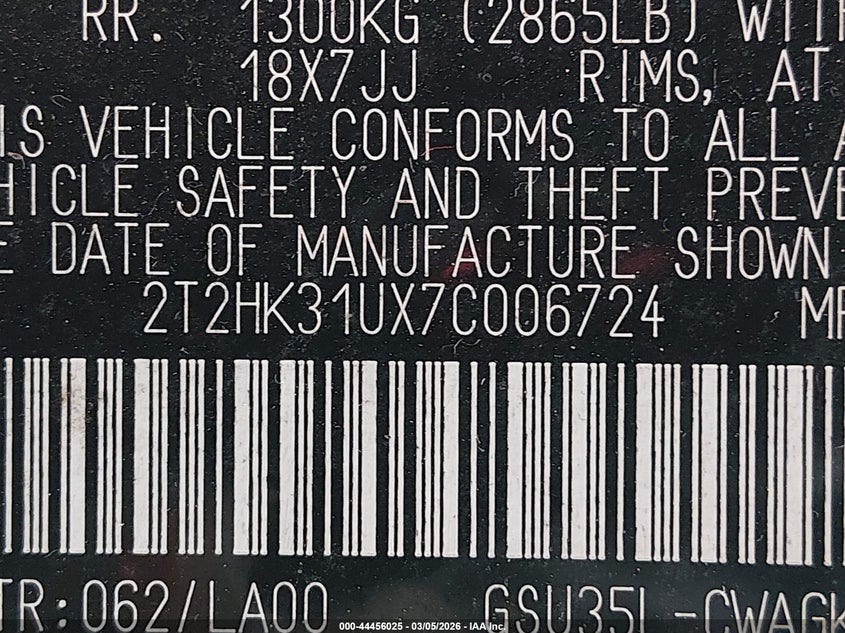 RR. 1300KG (2865LB) WITH
18X7JJ RIMS, AT
IS VEHICLE CONFORMS TO ALL A
HICLE SAFETY AND THEFT PREVE
E DATE OF MANUFACTURE SHOWN
2T2HK31UX7C006724 MP
TR:062/LA00 GSU35L-CWAGK
000-44456025 - 03/05/2026 - IAA Inc.